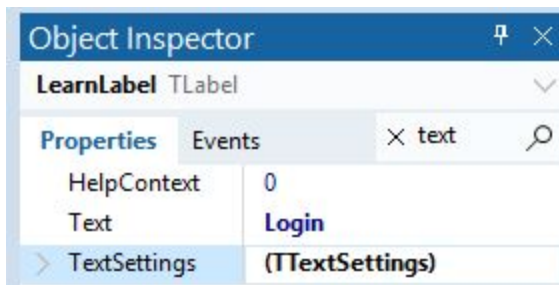 Object Inspector
LearnLabel TLabel
Properties Events text
HelpContext 0
Text Login
TextSettings (TTextSettings)